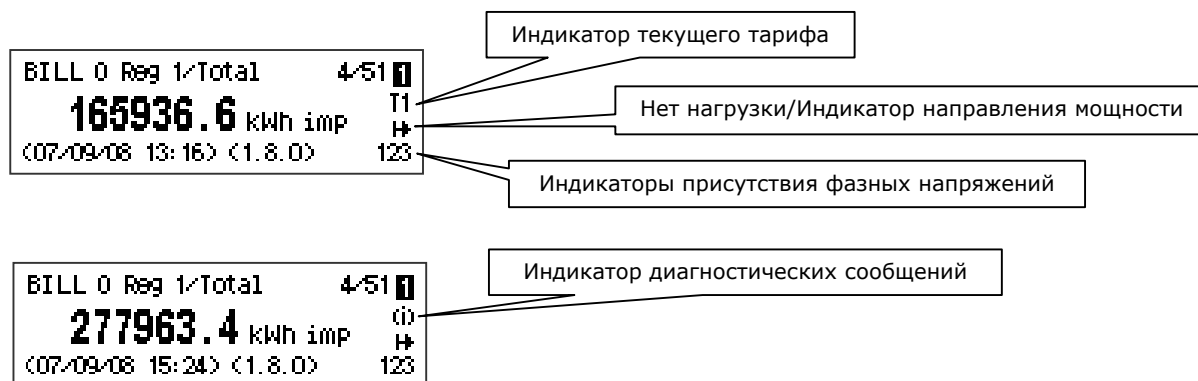 Индикатор текущего тарифа
BILL 0 Reg 1/Total 4/51 1
T1
165936.6 kWh imp
Нет нагрузки/Индикатор направления мощности
(07/09/08 13:16) (1.8.0) 123
Индикаторы присутствия фазных напряжений
Индикатор диагностических сообщений
BILL 0 Reg 1/Total 4/51 1
(i)
277963.4 kWh imp
(07/09/08 15:24) (1.8.0) 123